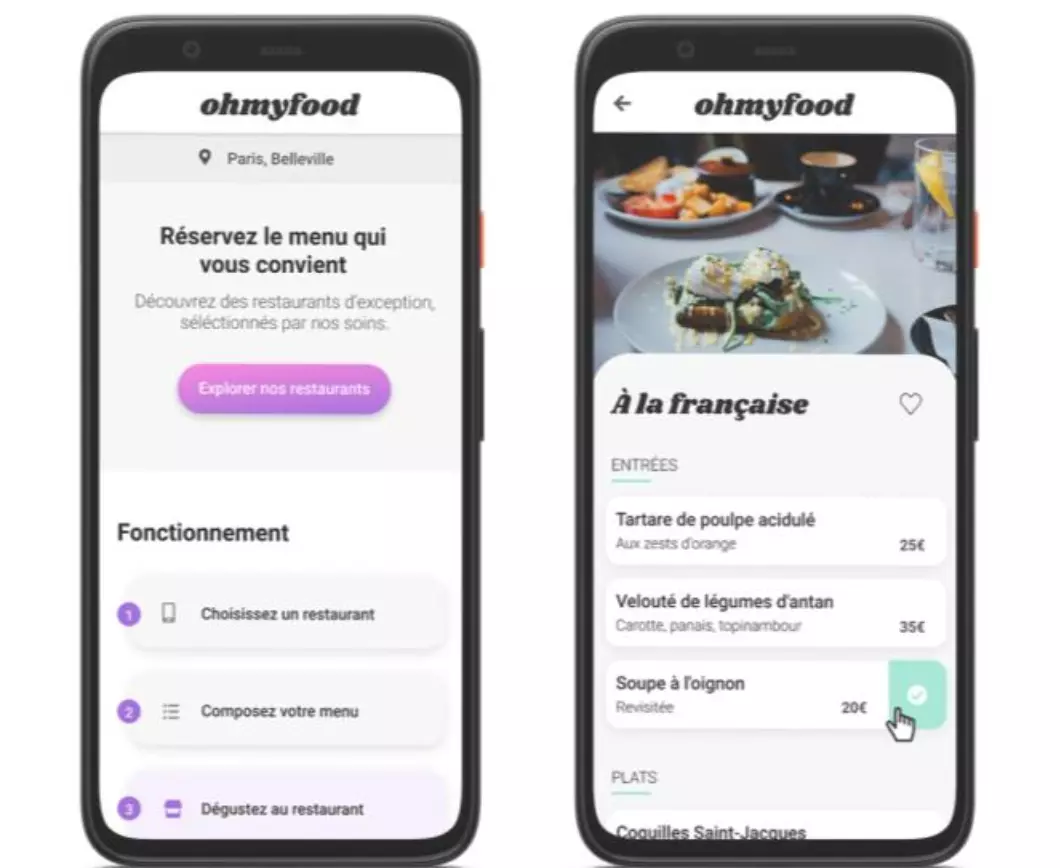 ohmyfood
Paris, Belleville
Réservez le menu qui
vous convient
Découvrez des restaurants d'exception,
séléctionnés par nos soins.
Explorer nos restaurants
Fonctionnement
1 Choisissez un restaurant
2 Composez votre menu
3 Dégustez au restaurant
ohmyfood
À la française
ENTRÉES
Tartare de poulpe acidulé
Aux zests d'orange 25€
Velouté de légumes d'antan
Carotte, panais, topinambour 35€
Soupe à l'oignon
Revisitée 20€
PLATS
Coquilles Saint-Jacques